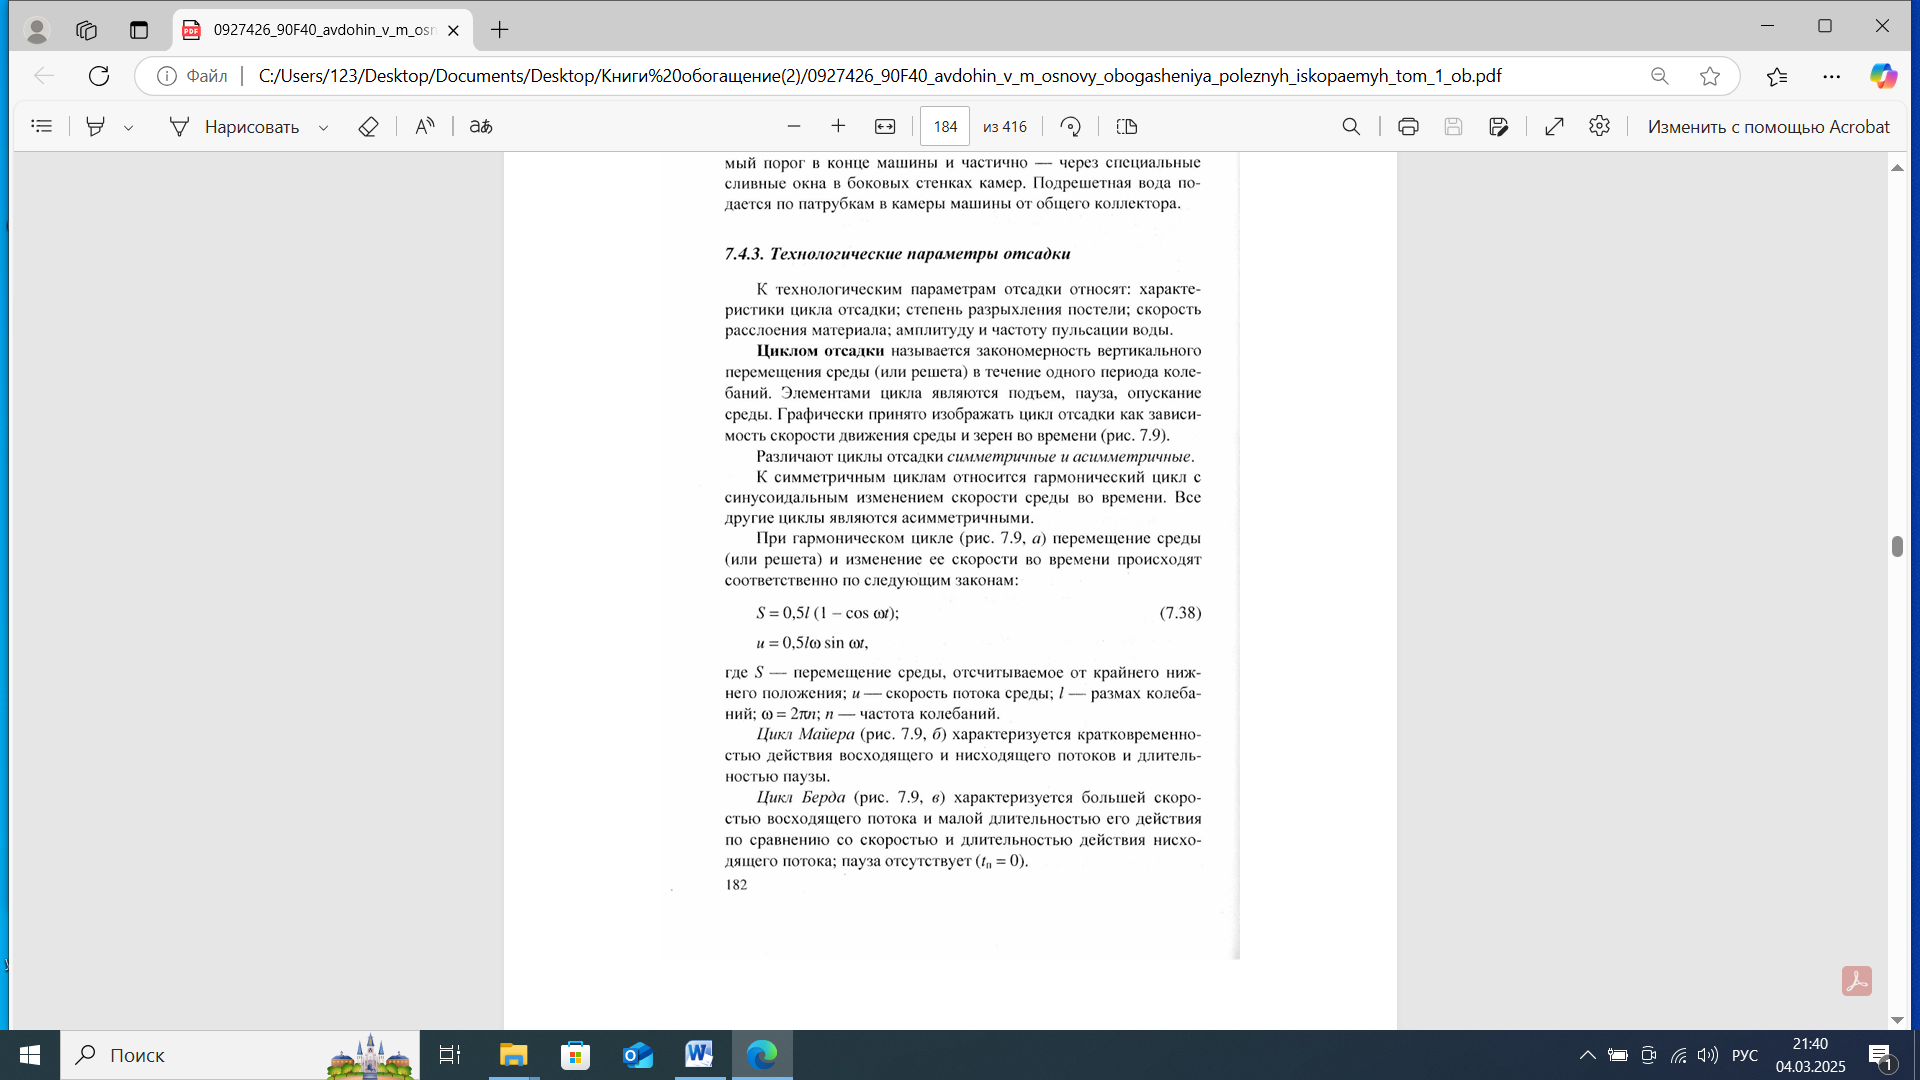 0927426_90F40_avdohin_v_m_osn
Файл
C:/Users/123/Desktop/Documents/Desktop/Книги%20обогащение(2)/0927426_90F40_avdohin_v_m_osnovy_obogasheniya_poleznyh_iskopaemyh_tom_1_ob.pdf
Нарисовать
184 из 416
Изменить с помощью Acrobat
мый порог в конце машины и частично — через специальные
сливные окна в боковых стенках камер. Подрешетная вода по-
дается по патрубкам в камеры машины от общего коллектора.
7.4.3. Технологические параметры отсадки
К технологическим параметрам отсадки относят: характе-
ристики цикла отсадки; степень разрыхления постели; скорость
расслоения материала; амплитуду и частоту пульсации воды.
Циклом отсадки называется закономерность вертикального
перемещения среды (или решета) в течение одного периода коле-
баний. Элементами цикла являются подъем, пауза, опускание
среды. Графически принято изображать цикл отсадки как зависи-
мость скорости движения среды и зерен во времени (рис. 7.9).
Различают циклы отсадки симметричные и асимметричные.
К симметричным циклам относится гармонический цикл с
синусоидальным изменением скорости среды во времени. Все
другие циклы являются асимметричными.
При гармоническом цикле (рис. 7.9, а) перемещение среды
(или решета) и изменение ее скорости во времени происходят
соответственно по следующим законам:
S = 0,5l (1 – cos ωt); (7.38)
u = 0,5lω sin ωt,
где S — перемещение среды, отсчитываемое от крайнего ниж-
него положения; u — скорость потока среды; l — размах колеба-
ний; ω = 2πn; n — частота колебаний.
Цикл Майера (рис. 7.9, б) характеризуется кратковременно-
стью действия восходящего и нисходящего потоков и длитель-
ностью паузы.
Цикл Берда (рис. 7.9, в) характеризуется большей скоро-
стью восходящего потока и малой длительностью его действия
по сравнению со скоростью и длительностью действия нисхо-
дящего потока; пауза отсутствует (tп = 0).
182
Поиск
РУС
21:40
04.03.2025
1